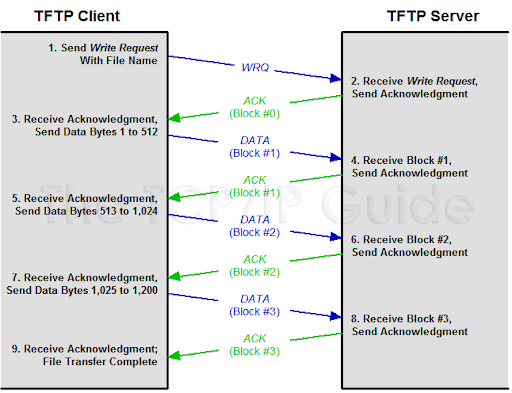 TFTP Client
TFTP Server
1. Send Write Request
With File Name
WRQ
2. Receive Write Request,
Send Acknowledgment
ACK
(Block #0)
3. Receive Acknowledgment,
Send Data Bytes 1 to 512
DATA
(Block #1)
4. Receive Block #1,
Send Acknowledgment
ACK
(Block #1)
The TCP/IP Guide
5. Receive Acknowledgment,
Send Data Bytes 513 to 1,024
DATA
(Block #2)
6. Receive Block #2,
Send Acknowledgment
ACK
(Block #2)
7. Receive Acknowledgment,
Send Data Bytes 1,025 to 1,200
DATA
(Block #3)
8. Receive Block #3,
Send Acknowledgment
ACK
(Block #3)
9. Receive Acknowledgment;
File Transfer Complete